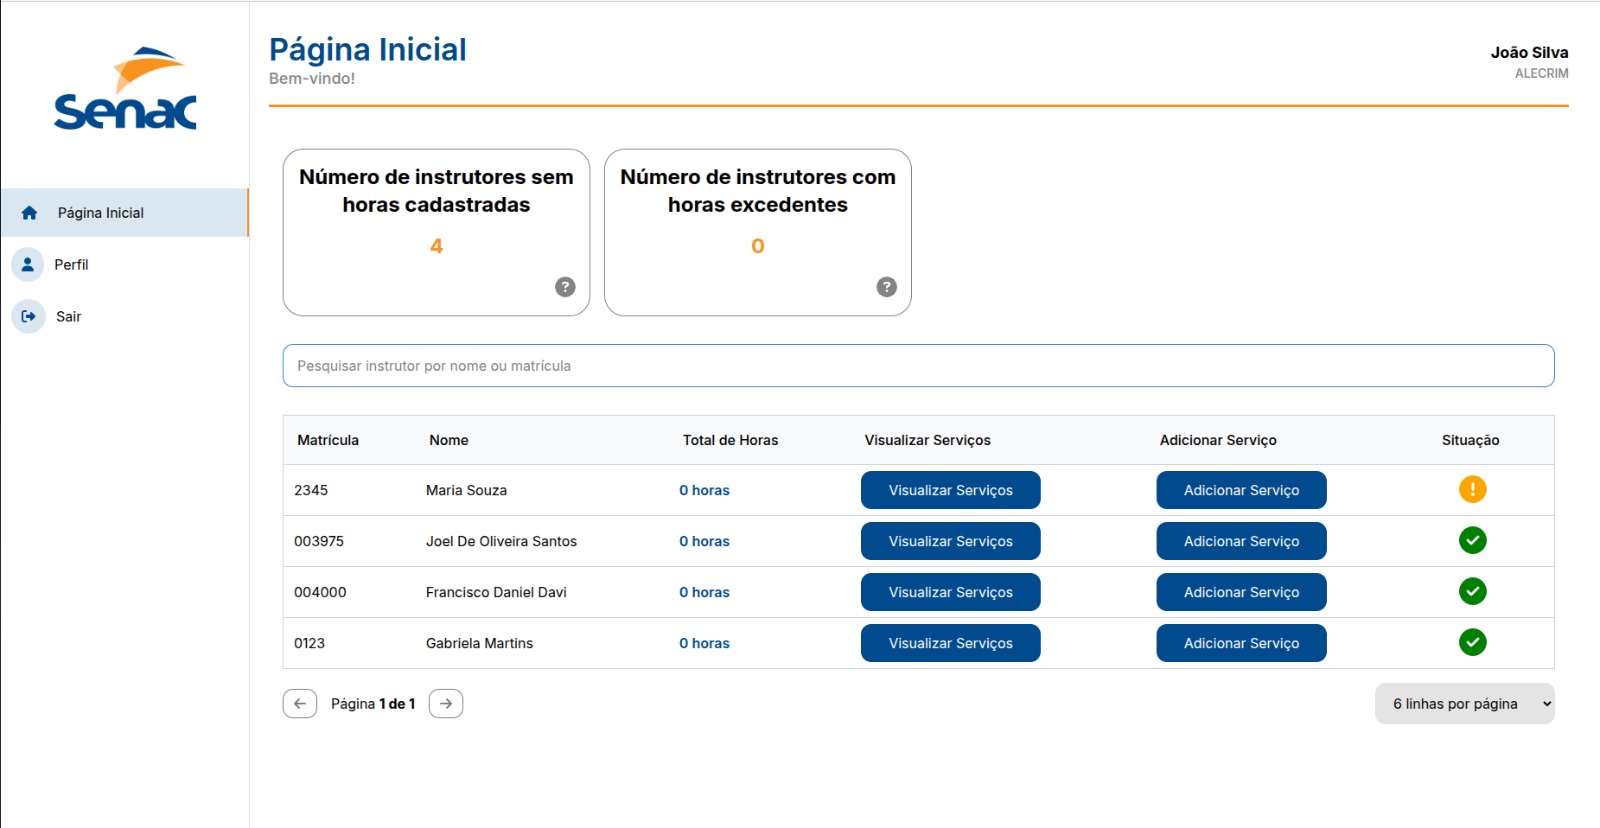 Senac
Página Inicial
Perfil
Sair
Página Inicial
Bem-vindo!
João Silva
ALECRIM
Número de instrutores sem
horas cadastradas
4
?
Número de instrutores com
horas excedentes
0
?
Pesquisar instrutor por nome ou matrícula
Matrícula Nome Total de Horas Visualizar Serviços Adicionar Serviço Situação
2345 Maria Souza 0 horas Visualizar Serviços Adicionar Serviço !
003975 Joel De Oliveira Santos 0 horas Visualizar Serviços Adicionar Serviço
004000 Francisco Daniel Davi 0 horas Visualizar Serviços Adicionar Serviço
0123 Gabriela Martins 0 horas Visualizar Serviços Adicionar Serviço
Página 1 de 1
6 linhas por página